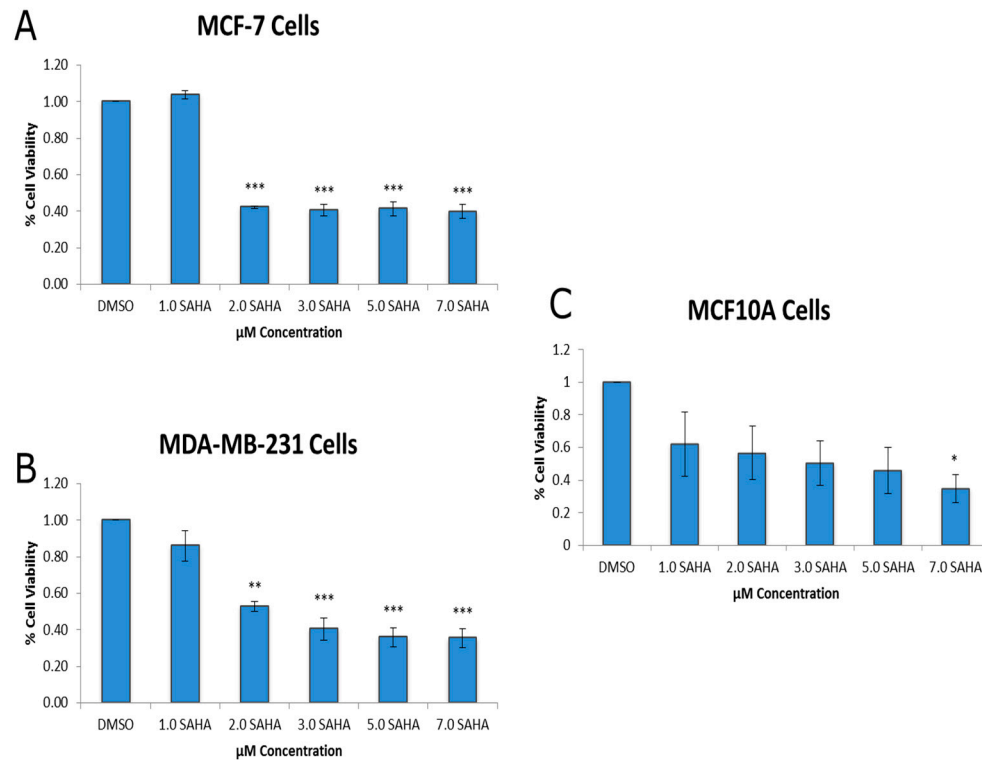 A
MCF-7 Cells
% Cell Viability
1.20
1.00
0.80
0.60
0.40
0.20
0.00
*** *** *** ***
DMSO 1.0 SAHA 2.0 SAHA 3.0 SAHA 5.0 SAHA 7.0 SAHA
µM Concentration
B
MDA-MB-231 Cells
% Cell Viability
1.20
1.00
0.80
0.60
0.40
0.20
0.00
** *** *** ***
DMSO 1.0 SAHA 2.0 SAHA 3.0 SAHA 5.0 SAHA 7.0 SAHA
µM Concentration
C
MCF10A Cells
% Cell Viability
1.2
1
0.8
0.6
0.4
0.2
0
*
DMSO 1.0 SAHA 2.0 SAHA 3.0 SAHA 5.0 SAHA 7.0 SAHA
µM Concentration